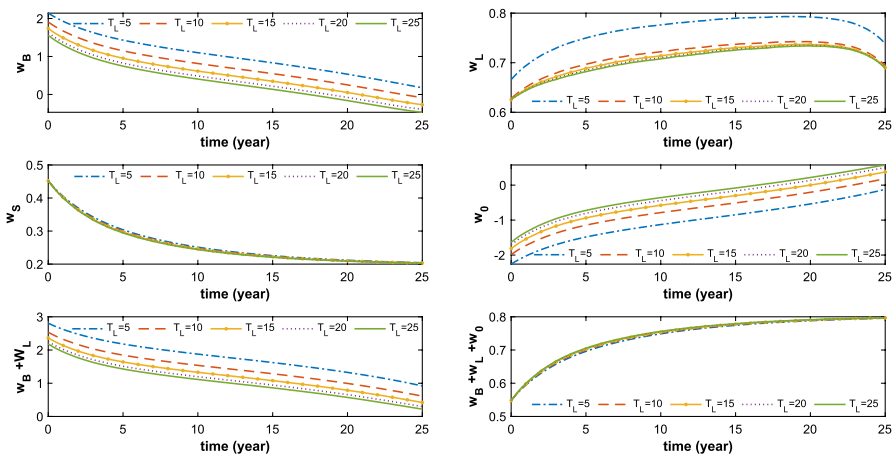 2
1
0
w_B
T_L=5 T_L=10 T_L=15 T_L=20 T_L=25
0 5 10 15 20 25
time (year)
0.8
0.7
0.6
w_L
T_L=5 T_L=10 T_L=15 T_L=20 T_L=25
0 5 10 15 20 25
time (year)
0.5
0.4
0.3
0.2
w_S
T_L=5 T_L=10 T_L=15 T_L=20 T_L=25
0 5 10 15 20 25
time (year)
0
-1
-2
w_0
T_L=5 T_L=10 T_L=15 T_L=20 T_L=25
0 5 10 15 20 25
time (year)
3
2
1
0
w_B +w_L
T_L=5 T_L=10 T_L=15 T_L=20 T_L=25
0 5 10 15 20 25
time (year)
0.8
0.7
0.6
0.5
w_B +w_L +w_0
T_L=5 T_L=10 T_L=15 T_L=20 T_L=25
0 5 10 15 20 25
time (year)